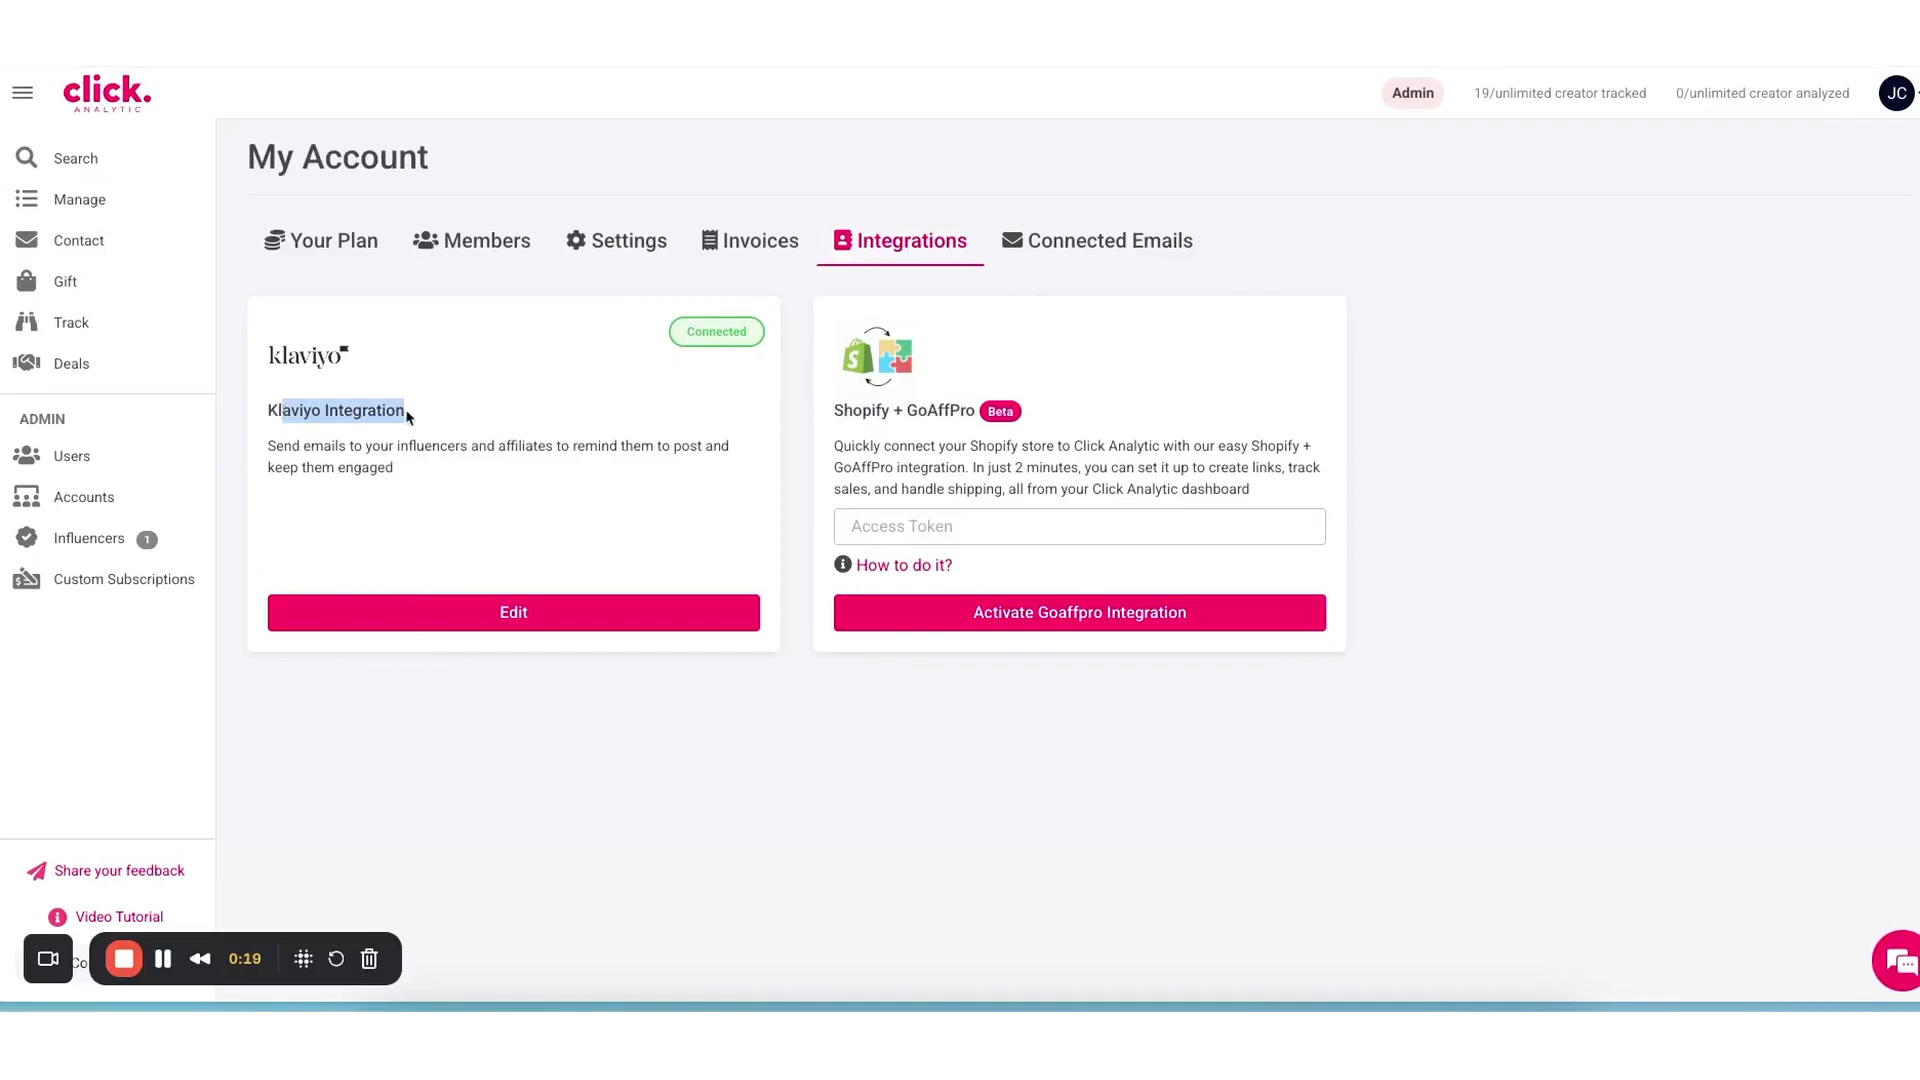 click.
ANALYTIC
Admin
19/unlimited creator tracked
0/unlimited creator analyzed
JC
Search
Manage
Contact
Gift
Track
Deals
ADMIN
Users
Accounts
Influencers 1
Custom Subscriptions
Share your feedback
Video Tutorial
Co
My Account
Your Plan
Members
Settings
Invoices
Integrations
Connected Emails
Connected
klaviyo
Klaviyo Integration
Send emails to your influencers and affiliates to remind them to post and
keep them engaged
Edit
Shopify + GoAffPro Beta
Quickly connect your Shopify store to Click Analytic with our easy Shopify +
GoAffPro integration. In just 2 minutes, you can set it up to create links, track
sales, and handle shipping, all from your Click Analytic dashboard
Access Token
How to do it?
Activate Goaffpro Integration
0:19